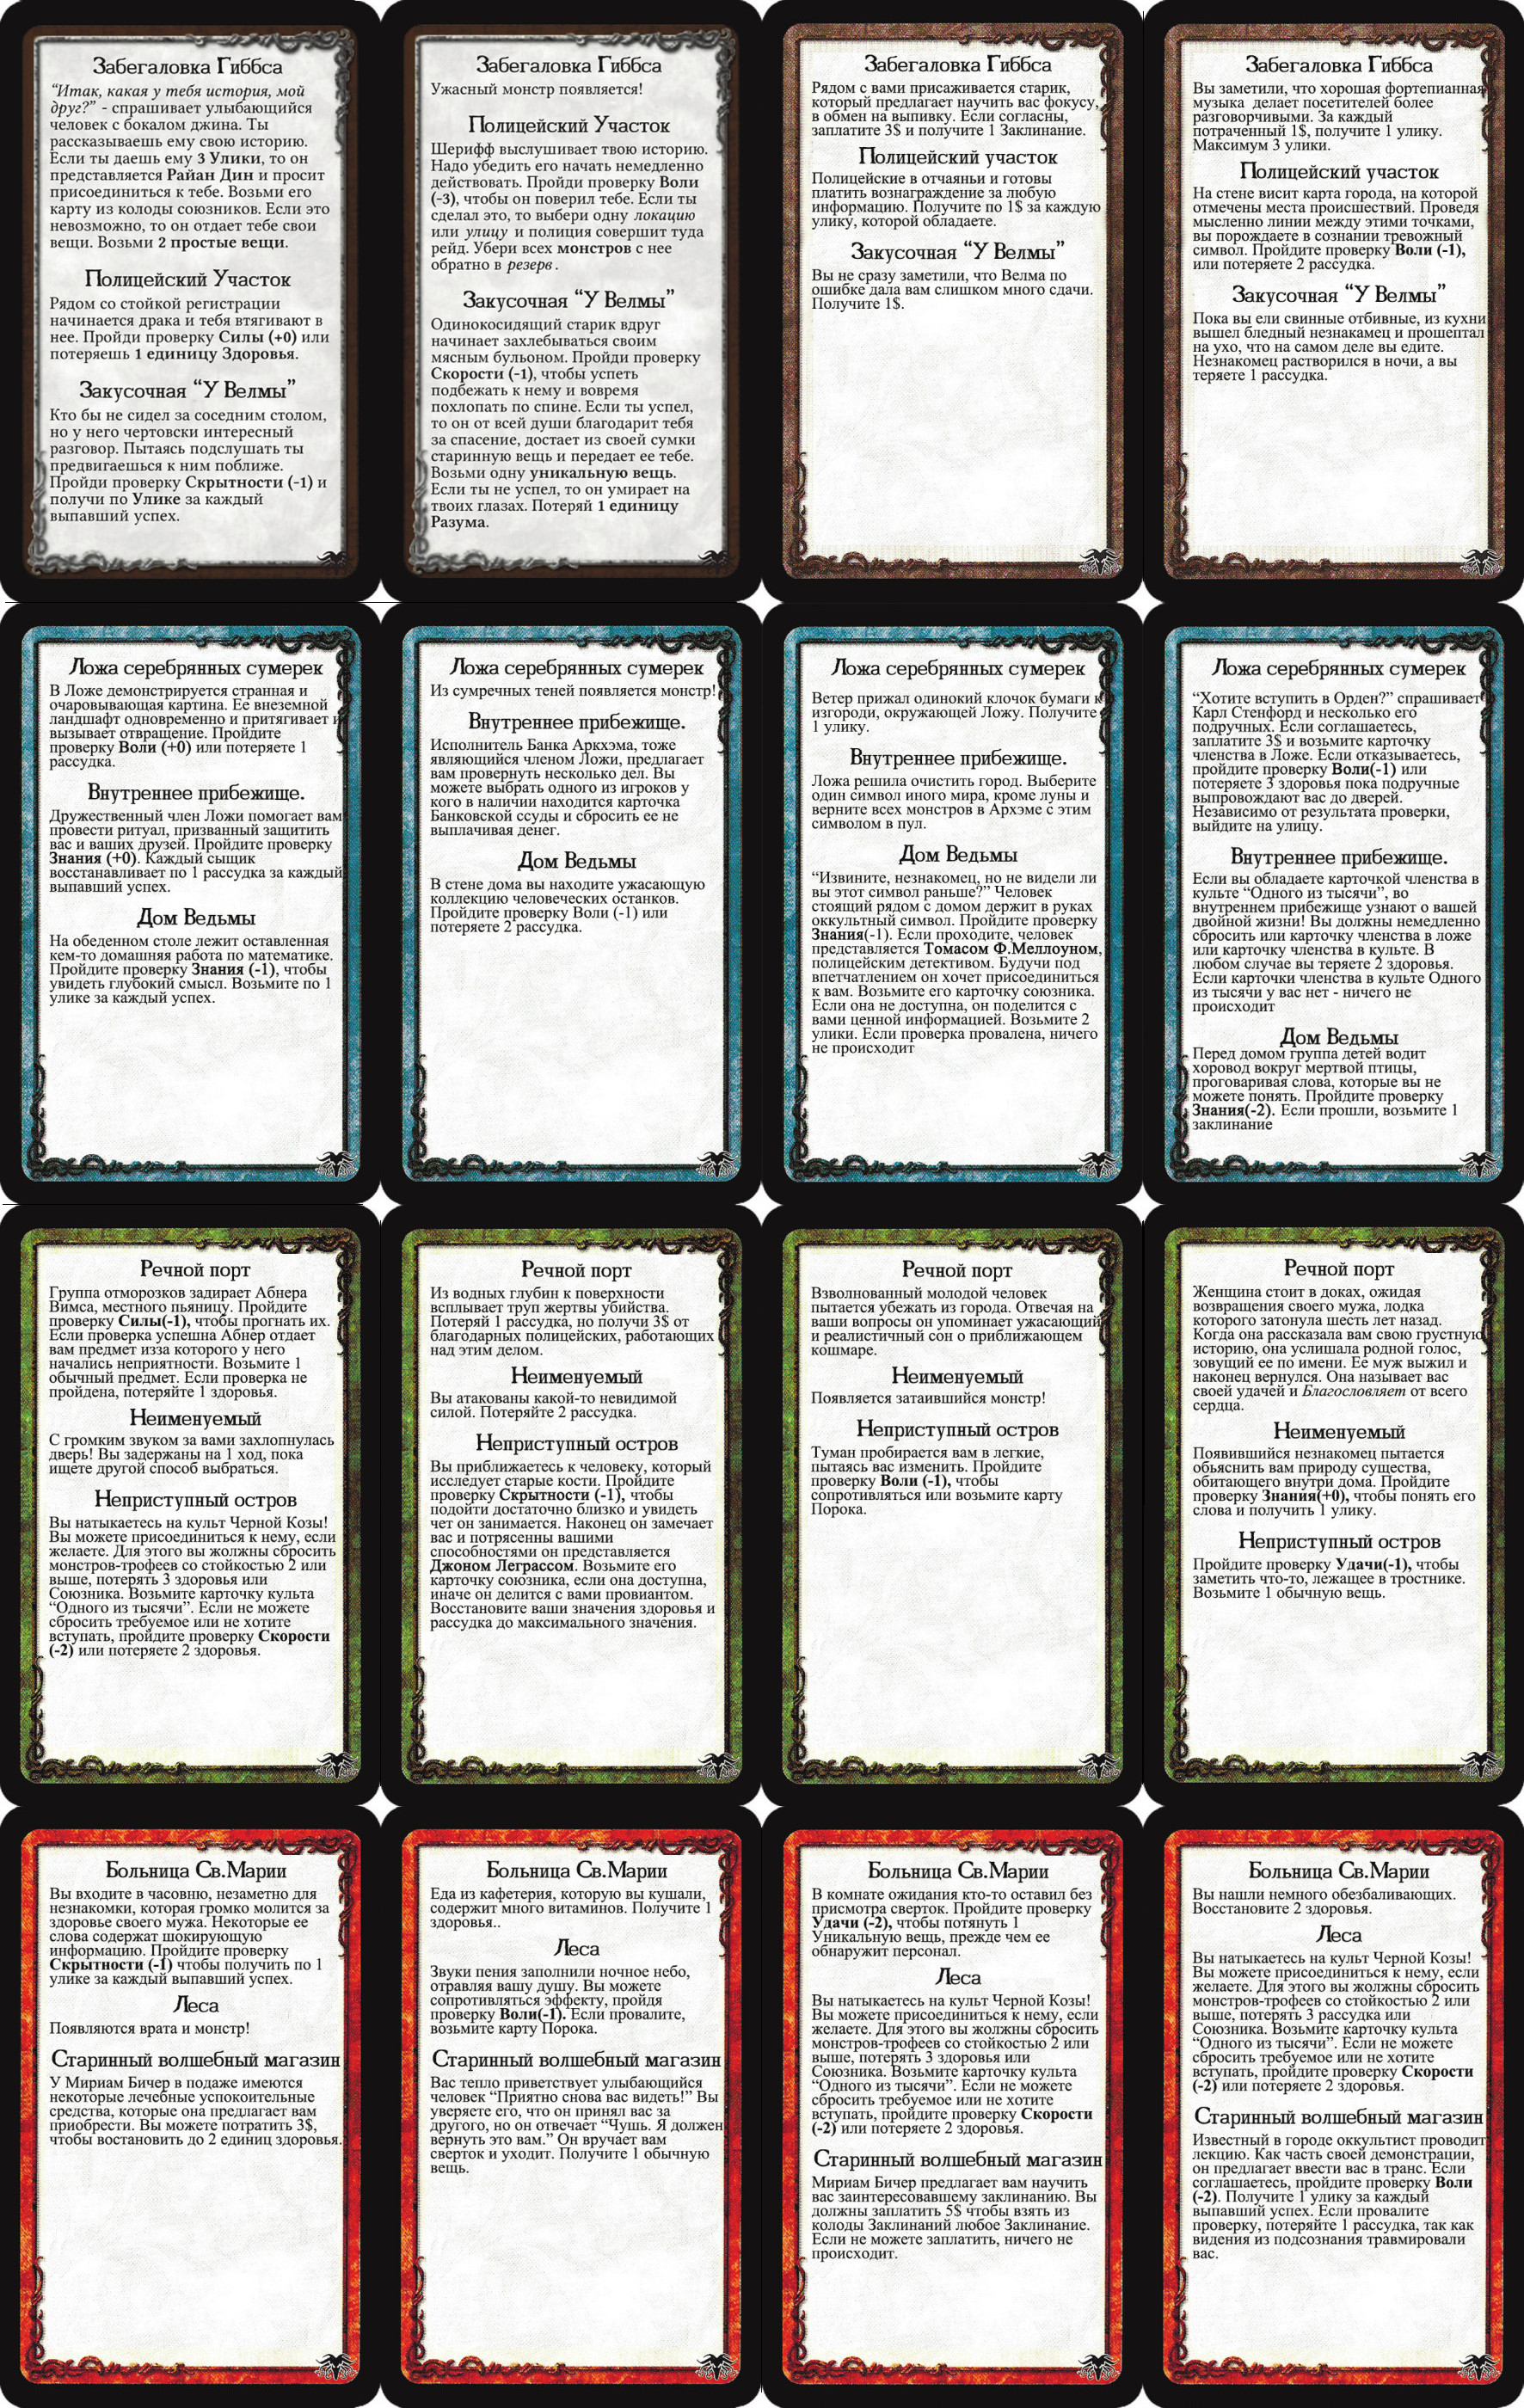 Забегаловка Гиббса
“Итак, какая у тебя история, мой
друг?” - спрашивает улыбающийся
человек с бокалом джина. Ты
рассказываешь ему свою историю.
Если ты даешь ему 3 Улики, то он
представляется Райан Дин и просит
присоединиться к тебе. Возьми его
карту из колоды союзников. Если это
невозможно, то он отдает тебе свои
вещи. Возьми 2 простые вещи.
Полицейский Участок
Рядом со стойкой регистрации
начинается драка и тебя втягивают в
нее. Пройди проверку Силы (+0) или
потеряешь 1 единицу Здоровья.
Закусочная “У Велмы”
Кто бы не сидел за соседним столом,
но у него чертовски интересный
разговор. Пытаясь подслушать ты
предвигаешься к ним поближе.
Пройди проверку Скрытности (-1) и
получи по Улике за каждый
выпавший успех.
Забегаловка Гиббса
Ужасный монстр появляется!
Полицейский Участок
Шерифф выслушивает твою историю.
Надо убедить его начать немедленно
действовать. Пройди проверку Воли
(-3), чтобы он поверил тебе. Если ты
сделал это, то выбери одну локацию
или улицу и полиция совершит туда
рейд. Убери всех монстров с нее
обратно в резерв .
Закусочная “У Велмы”
Одинокосидящий старик вдруг
начинает захлебываться своим
мясным бульоном. Пройди проверку
Скорости (-1), чтобы успеть
подбежать к нему и вовремя
похлопать по спине. Если ты успел,
то он от всей души благодарит тебя
за спасение, достает из своей сумки
старинную вещь и передает ее тебе.
Возьми одну уникальную вещь.
Если ты не успел, то он умирает на
твоих глазах. Потеряй 1 единицу
Разума.
Забегаловка Гиббса
Рядом с вами присаживается старик,
который предлагает научить вас фокусу,
в обмен на выпивку. Если согласны,
заплатите 3$ и получите 1 Заклинание.
Полицейский участок
Полицейские в отчаяньи и готовы
платить вознаграждение за любую
информацию. Получите по 1$ за каждую
улику, которой обладаете.
Закусочная “У Велмы”
Вы не сразу заметили, что Велма по
ошибке дала вам слишком много сдачи.
Получите 1$.
Забегаловка Гиббса
Вы заметили, что хорошая фортепианная
музыка  делает посетителей более
разговорчивыми. За каждый
потраченный 1$, получите 1 улику.
Максимум 3 улики.
Полицейский участок
На стене висит карта города, на которой
отмечены места происшествий. Проведя
мысленно линии между этими точками,
вы порождаете в сознании тревожный
символ. Пройдите проверку Воли (-1),
или потеряете 2 рассудка.
Закусочная “У Велмы”
Пока вы ели свинные отбивные, из кухни
вышел бледный незнакамец и прошептал
на ухо, что на самом деле вы едите.
Незнакомец растворился в ночи, а вы
теряете 1 рассудка.
Ложа серебрянных сумерек
В Ложе демонстрируется странная и
очаровывающая картина. Ее внеземной
ландшафт одновременно и притягивает и
вызывает отвращение. Пройдите
проверку Воли (+0) или потеряете 1
рассудка.
Внутреннее прибежище.
Дружественный член Ложи помогает вам
провести ритуал, призванный защитить
вас и ваших друзей. Пройдите проверку
Знания (+0). Каждый сыщик
восстанавливает по 1 рассудка за каждый
выпавший успех.
Дом Ведьмы
На обеденном столе лежит оставленная
кем-то домашняя работа по математике.
Пройдите проверку Знания (-1), чтобы
увидеть глубокий смысл. Возьмите по 1
улике за каждый успех.
Ложа серебрянных сумерек
Из сумречных теней появляется монстр!
Внутреннее прибежище.
Исполнитель Банка Аркхэма, тоже
являющийся членом Ложи, предлагает
вам провернуть несколько дел. Вы
можете выбрать одного из игроков у
кого в наличии находится карточка
Банковской ссуды и сбросить ее не
выплачивая денег.
Дом Ведьмы
В стене дома вы находите ужасающую
коллекцию человеческих останков.
Пройдите проверку Воли (-1) или
потеряете 2 рассудка.
Ложа серебрянных сумерек
Ветер прижал одинокий клочок бумаги к
изгороди, окружающей Ложу. Получите
1 улику.
Внутреннее прибежище.
Ложа решила очистить город. Выберите
один символ иного мира, кроме луны и
верните всех монстров в Архэме с этим
символом в пул.
Дом Ведьмы
“Извините, незнакомец, но не видели ли
вы этот символ раньше?” Человек
стоящий рядом с домом держит в руках
оккультный символ. Пройдите проверку
Знания(-1). Если проходите, человек
представляется Томасом Ф.Меллоуном,
полицейским детективом. Будучи под
впечатлением он хочет присоединиться
к вам. Возьмите его карточку союзника.
Если она не доступна, он поделится с
вами ценной информацией. Возьмите 2
улики. Если проверка провалена, ничего
не происходит
Ложа серебрянных сумерек
“Хотите вступить в Орден?” спрашивает
Карл Стенфорд и несколько его
подручных. Если соглашаетесь,
заплатите 3$ и возьмите карточку
членства в Ложе. Если отказываетесь,
пройдите проверку Воли(-1) или
потеряете 3 здоровья пока подручные
выпровождают вас до дверей.
Независимо от результата проверки,
выйдите на улицу.
Внутреннее прибежище.
Если вы обладаете карточкой членства в
культе “Одного из тысячи”, во
внутреннем прибежище узнают о вашей
двойной жизни! Вы должны немедленно
сбросить или карточку членства в ложе
или карточку членства в культе. В
любом случае вы теряете 2 здоровья.
Если карточки членства в культе Одного
из тысячи у вас нет - ничего не
происходит
Дом Ведьмы
Перед домом группа детей водит
хоровод вокруг мертвой птицы,
проговаривая слова, которые вы не
можете понять. Пройдите проверку
Знания(-2). Если прошли, возьмите 1
заклинание
Речной порт
Группа отморозков задирает Абнера
Вимса, местного пьяницу. Пройдите
проверку Силы(-1), чтобы прогнать их.
Если проверка успешна Абнер отдает
вам предмет изза которого у него
начались неприятности. Возьмите 1
обычный предмет. Если проверка не
пройдена, потеряйте 1 здоровья.
Неименуемый
С громким звуком за вами захлопнулась
дверь! Вы задержаны на 1 ход, пока
ищете другой способ выбраться.
Неприступный остров
Вы натыкаетесь на культ Черной Козы!
Вы можете присоединиться к нему, если
желаете. Для этого вы жолжны сбросить
монстров-трофеев со стойкостью 2 или
выше, потерять 3 здоровья или
Союзника. Возьмите карточку культа
“Одного из тысячи”. Если не можете
сбросить требуемое или не хотите
вступать, пройдите проверку Скорости
(-2) или потеряете 2 здоровья.
Речной порт
Из водных глубин к поверхности
всплывает труп жертвы убийства.
Потеряй 1 рассудка, но получи 3$ от
благодарных полицейских, работающих
над этим делом.
Неименуемый
Вы атакованы какой-то невидимой
силой. Потеряйте 2 рассудка.
Неприступный остров
Вы приближаетесь к человеку, который
исследует старые кости. Пройдите
проверку Скрытности (-1), чтобы
подойти достаточно близко и увидеть
чет он занимается. Наконец он замечает
вас и потрясенны вашими
способностями он представляется
Джоном Леграссом. Возьмите его
карточку союзника, если она доступна,
иначе он делится с вами провиантом.
Восстановите ваши значения здоровья и
рассудка до максимального значения.
Речной порт
Взволнованный молодой человек
пытается убежать из города. Отвечая на
ваши вопросы он упоминает ужасающий
и реалистичный сон о приближающем
кошмаре.
Неименуемый
Появляется затаившийся монстр!
Неприступный остров
Туман пробирается вам в легкие,
пытаясь вас изменить. Пройдите
проверку Воли (-1), чтобы
сопротивляться или возьмите карту
Порока.
Речной порт
Женщина стоит в доках, ожидая
возвращения своего мужа, лодка
которого затонула шесть лет назад.
Когда она рассказала вам свою грустную
историю, она услишала родной голос,
зовущий ее по имени. Ее муж выжил и
наконец вернулся. Она называет вас
своей удачей и Благословляет от всего
сердца.
Неименуемый
Появившийся незнакомец пытается
обьяснить вам природу существа,
обитающего внутри дома. Пройдите
проверку Знания(+0), чтобы понять его
слова и получить 1 улику.
Неприступный остров
Пройдите проверку Удачи(-1), чтобы
заметить что-то, лежащее в тростнике.
Возьмите 1 обычную вещь.
Больница Св.Марии
Вы входите в часовню, незаметно для
незнакомки, которая громко молится за
здоровье своего мужа. Некоторые ее
слова содержат шокирующую
информацию. Пройдите проверку
Скрытности (-1) чтобы получить по 1
улике за каждый выпавший успех.
Леса
Появляются врата и монстр!
Старинный волшебный магазин
У Мириам Бичер в подаже имеются
некоторые лечебные успокоительные
средства, которые она предлагает вам
приобрести. Вы можете потратить 3$,
чтобы востановить до 2 единиц здоровья.
Больница Св.Марии
Еда из кафетерия, которую вы кушали,
содержит много витаминов. Получите 1
здоровья..
Леса
Звуки пения заполнили ночное небо,
отравляя вашу душу. Вы можете
сопротивляться эффекту, пройдя
проверку Воли(-1). Если провалите,
возьмите карту Порока.
Старинный волшебный магазин
Вас тепло приветствует улыбающийся
человек “Приятно снова вас видеть!” Вы
уверяете его, что он принял вас за
другого, но он отвечает “Чушь. Я должен
вернуть это вам.” Он вручает вам
сверток и уходит. Получите 1 обычную
вещь.
Больница Св.Марии
В комнате ожидания кто-то оставил без
присмотра сверток. Пройдите проверку
Удачи (-2), чтобы потянуть 1
Уникальную вещь, прежде чем ее
обнаружит персонал.
Леса
Вы натыкаетесь на культ Черной Козы!
Вы можете присоединиться к нему, если
желаете. Для этого вы жолжны сбросить
монстров-трофеев со стойкостью 2 или
выше, потерять 3 здоровья или
Союзника. Возьмите карточку культа
“Одного из тысячи”. Если не можете
сбросить требуемое или не хотите
вступать, пройдите проверку Скорости
(-2) или потеряете 2 здоровья.
Старинный волшебный магазин
Мириам Бичер предлагает вам научить
вас заинтересовавшему заклинанию. Вы
должны заплатить 5$ чтобы взять из
колоды Заклинаний любое Заклинание.
Если не можете заплатить, ничего не
происходит.
Больница Св.Марии
Вы нашли немного обезбаливающих.
Восстановите 2 здоровья.
Леса
Вы натыкаетесь на культ Черной Козы!
Вы можете присоединиться к нему, если
желаете. Для этого вы жолжны сбросить
монстров-трофеев со стойкостью 2 или
выше, потерять 3 рассудка или
Союзника. Возьмите карточку культа
“Одного из тысячи”. Если не можете
сбросить требуемое или не хотите
вступать, пройдите проверку Скорости
(-2) или потеряете 2 здоровья.
Старинный волшебный магазин
Известный в городе оккультист проводит
лекцию. Как часть своей демонстрации,
он предлагает ввести вас в транс. Если
соглашаетесь, пройдите проверку Воли
(-2). Получите 1 улику за каждый
выпавший успех. Если провалите
проверку, потеряйте 1 рассудка, так как
видения из подсознания травмировали
вас.